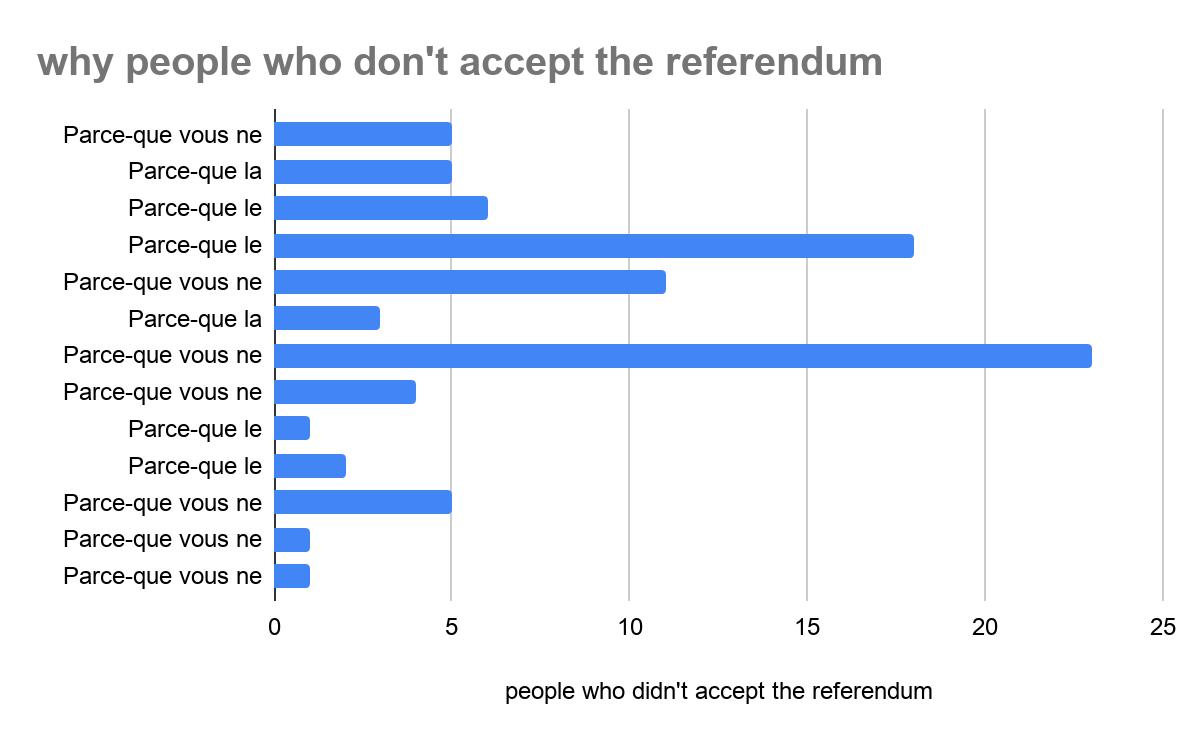 why people who don't accept the referendum
Parce-que vous ne
Parce-que la
Parce-que le
Parce-que le
Parce-que vous ne
Parce-que la
Parce-que vous ne
Parce-que vous ne
Parce-que le
Parce-que le
Parce-que vous ne
Parce-que vous ne
Parce-que vous ne
0 5 10 15 20 25
people who didn't accept the referendum